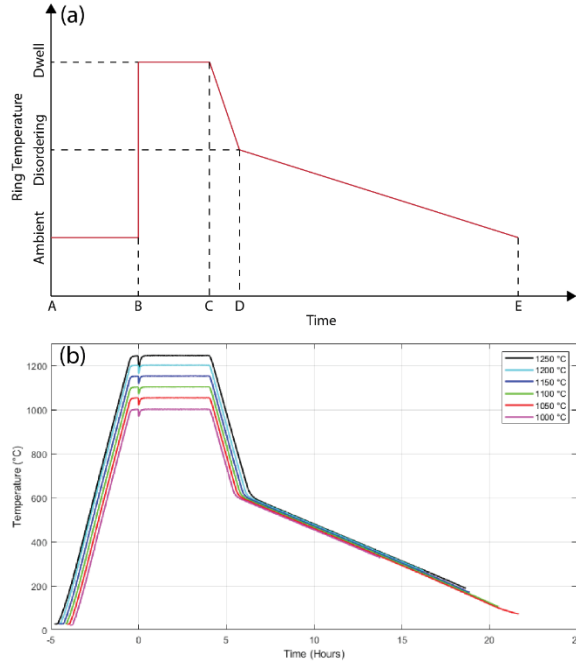 (a)
Ring Temperature
Dwell
Disordering
Ambient
A B C D E
Time
(b)
1200
1000
800
600
400
200
0
Temperature (°C)
1250 °C
1200 °C
1150 °C
1100 °C
1050 °C
1000 °C
-5 0 5 10 15 20 25
Time (Hours)